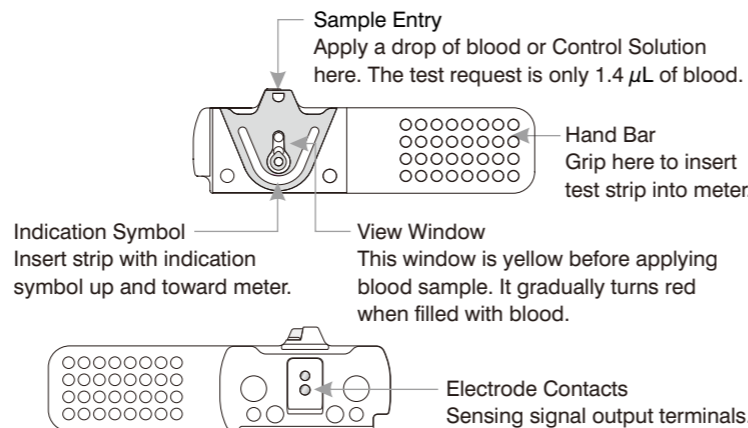 Sample Entry
Apply a drop of blood or Control Solution
here. The test request is only 1.4 μL of blood.
Hand Bar
Grip here to insert
test strip into meter.
Indication Symbol
Insert strip with indication
symbol up and toward meter.
View Window
This window is yellow before applying
blood sample. It gradually turns red
when filled with blood.
Electrode Contacts
Sensing signal output terminals.